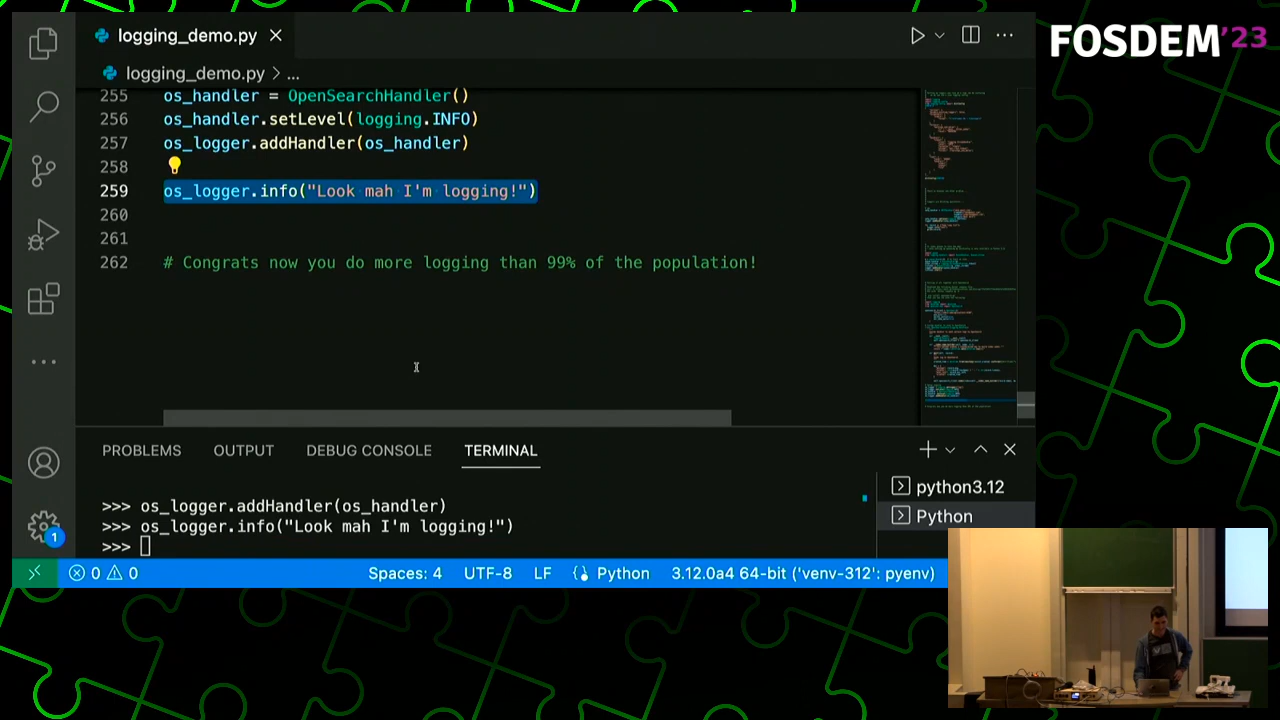 logging_demo.py
FOSDEM'23
logging_demo.py > ...
255 os_handler = OpenSearchHandler()
256 os_handler.setLevel(logging.INFO)
257 os_logger.addHandler(os_handler)
258
259 os_logger.info("Look mah I'm logging!")
260
261
262 # Congrats now you do more logging than 99% of the population!
PROBLEMS OUTPUT DEBUG CONSOLE TERMINAL
>>> os_logger.addHandler(os_handler)
>>> os_logger.info("Look mah I'm logging!")
>>>
python3.12
Python
1
0 0 Spaces: 4 UTF-8 LF Python 3.12.0a4 64-bit ('venv-312': pyenv)